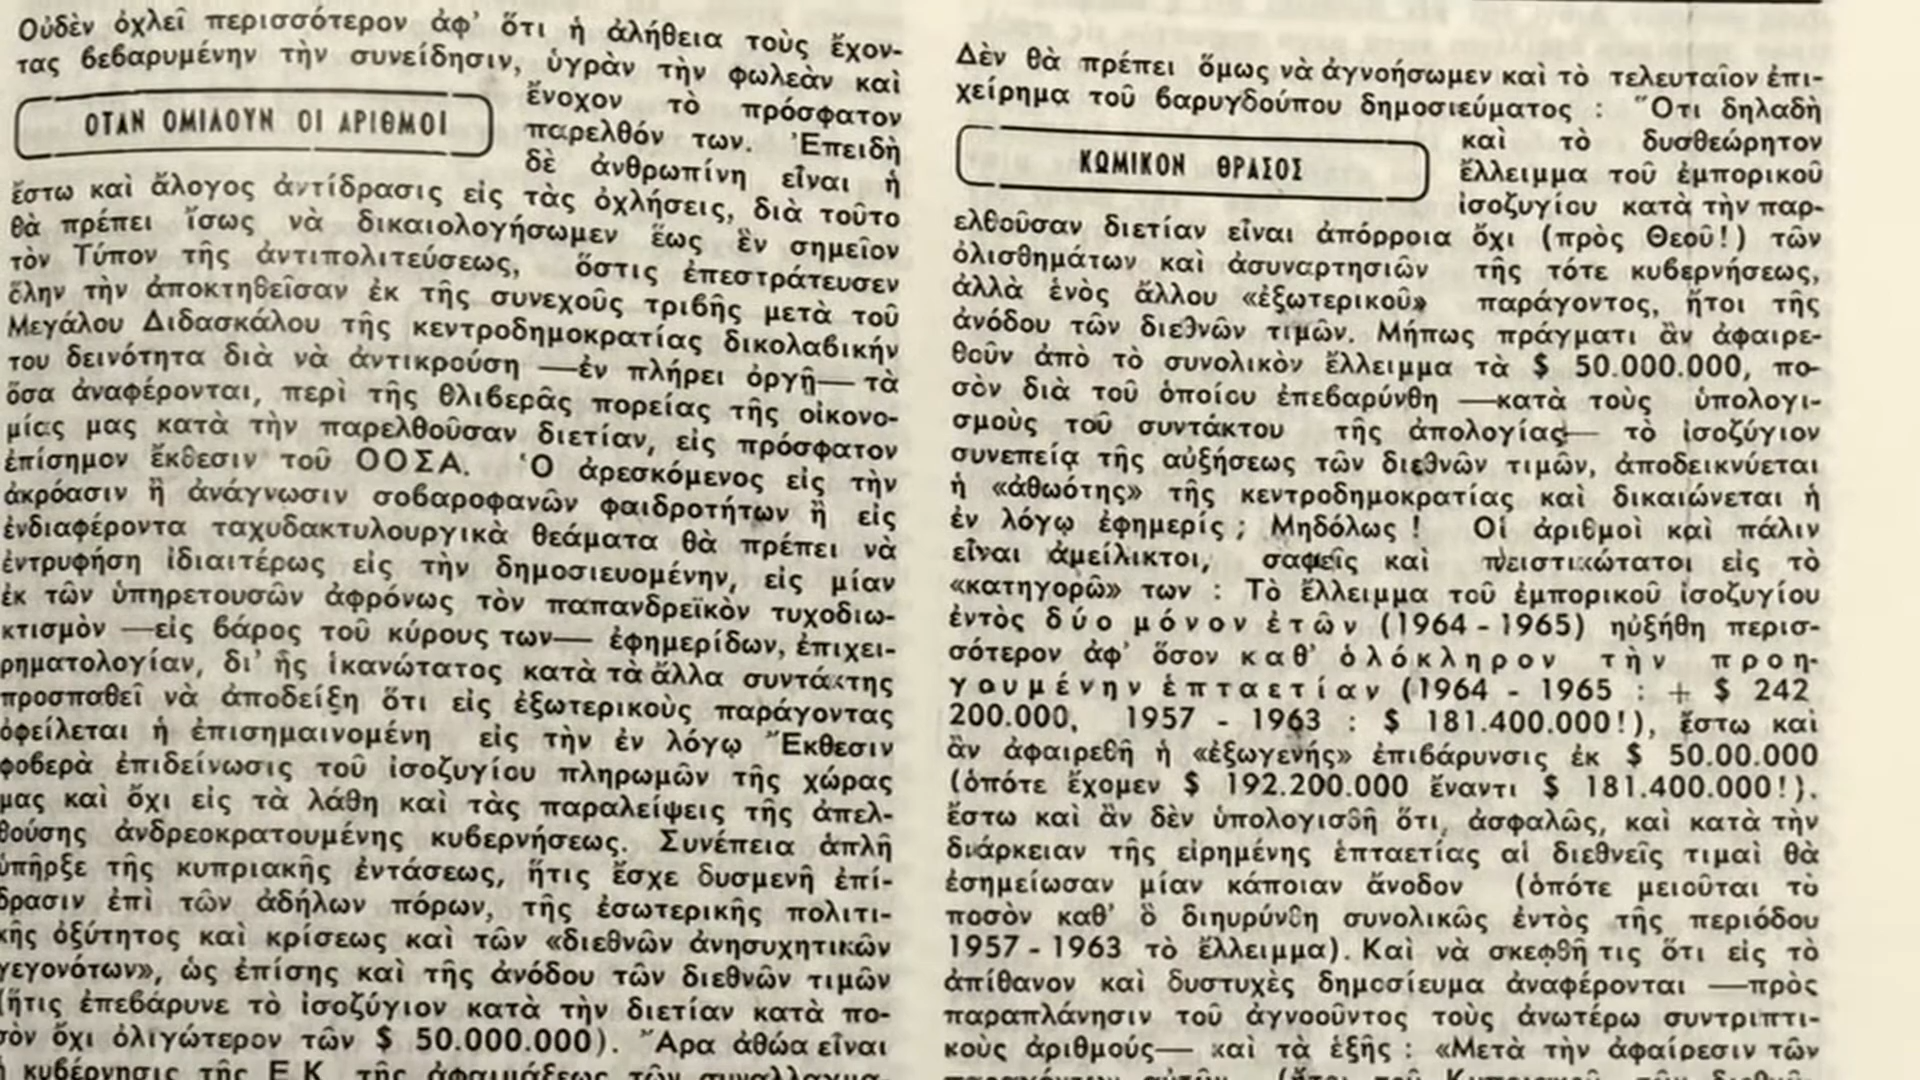 Οὐδὲν ὀχλεῖ περισσότερον ἀφ' ὅτι ἡ ἀλήθεια τοὺς ἔχον-
τας βεβαρυμένην τὴν συνείδησιν, ὑγρὰν τὴν φωλεὰν καὶ
ἔνοχον τὸ πρόσφατον
ΟΤΑΝ ΟΜΙΛΟΥΝ ΟΙ ΑΡΙΘΜΟΙ
παρελθόν των. Ἐπειδὴ
δὲ ἀνθρωπίνη εἶναι ἡ
ἔστω καὶ ἄλογος ἀντίδρασις εἰς τὰς ὀχλήσεις, διὰ τοῦτο
θὰ πρέπει ἴσως νὰ δικαιολογήσωμεν ἕως ἓν σημεῖον
τὸν Τύπον τῆς ἀντιπολιτεύσεως, ὅστις ἐπεστράτευσεν
ὅλην τὴν ἀποκτηθεῖσαν ἐκ τῆς συνεχοῦς τριβῆς μετὰ τοῦ
Μεγάλου Διδασκάλου τῆς κεντροδημοκρατίας δικολαβικήν
του δεινότητα διὰ νὰ ἀντικρούση —ἐν πλήρει ὀργῆ— τὰ
ὅσα ἀναφέρονται, περὶ τῆς θλιβερᾶς πορείας τῆς οἰκονο-
μίας μας κατὰ τὴν παρελθοῦσαν διετίαν, εἰς πρόσφατον
ἐπίσημον ἔκθεσιν τοῦ ΟΟΣΑ. Ὁ ἀρεσκόμενος εἰς τὴν
ἀκρόασιν ἢ ἀνάγνωσιν σοβαροφανῶν φαιδροτήτων ἢ εἰς
ἐνδιαφέροντα ταχυδακτυλουργικὰ θεάματα θὰ πρέπει νὰ
ἐντρυφήση ἰδιαιτέρως εἰς τὴν δημοσιευομένην, εἰς μίαν
ἐκ τῶν ὑπηρετουσῶν ἀφρόνως τὸν παπανδρεϊκὸν τυχοδιω-
κτισμὸν —εἰς βάρος τοῦ κύρους των— ἐφημερίδων, ἐπιχει-
ρηματολογίαν, δι' ἧς ἱκανώτατος κατὰ τὰ ἄλλα συντάκτης
προσπαθεῖ νὰ ἀποδείξη ὅτι εἰς ἐξωτερικοὺς παράγοντας
ὀφείλεται ἡ ἐπισημαινομένη εἰς τὴν ἐν λόγῳ Ἔκθεσιν
φοβερὰ ἐπιδείνωσις τοῦ ἰσοζυγίου πληρωμῶν τῆς χώρας
μας καὶ ὄχι εἰς τὰ λάθη καὶ τὰς παραλείψεις τῆς ἀπελ-
θούσης ἀνδρεοκρατουμένης κυβερνήσεως. Συνέπεια ἁπλῆ
ὑπῆρξε τῆς κυπριακῆς ἐντάσεως, ἥτις ἔσχε δυσμενῆ ἐπί-
δρασιν ἐπὶ τῶν ἀδήλων πόρων, τῆς ἐσωτερικῆς πολιτι-
κῆς ὀξύτητος καὶ κρίσεως καὶ τῶν «διεθνῶν ἀνησυχητικῶν
γεγονότων», ὡς ἐπίσης καὶ τῆς ἀνόδου τῶν διεθνῶν τιμῶν
(ἥτις ἐπεβάρυνε τὸ ἰσοζύγιον κατὰ τὴν διετίαν κατὰ πο-
σὸν ὄχι ὀλιγώτερον τῶν $ 50.000.000). Ἄρα ἀθώα εἶναι
ἡ κυβέρνησις τῆς Ε.Κ. τῆς ἀφαιμάξεως τῶν συναλλαγμα-
Δὲν θὰ πρέπει ὅμως νὰ ἀγνοήσωμεν καὶ τὸ τελευταῖον ἐπι-
χείρημα τοῦ βαρυγδούπου δημοσιεύματος : Ὅτι δηλαδὴ
ΚΩΜΙΚΟΝ ΘΡΑΣΟΣ
καὶ τὸ δυσθεώρητον
ἔλλειμμα τοῦ ἐμπορικοῦ
ἰσοζυγίου κατὰ τὴν παρ-
ελθοῦσαν διετίαν εἶναι ἀπόρροια ὄχι (πρὸς Θεοῦ!) τῶν
ὀλισθημάτων καὶ ἀσυναρτησιῶν τῆς τότε κυβερνήσεως,
ἀλλὰ ἑνὸς ἄλλου «ἐξωτερικοῦ» παράγοντος, ἤτοι τῆς
ἀνόδου τῶν διεθνῶν τιμῶν. Μήπως πράγματι ἂν ἀφαιρε-
θοῦν ἀπὸ τὸ συνολικὸν ἔλλειμμα τὰ $ 50.000.000, πο-
σὸν διὰ τοῦ ὁποίου ἐπεβαρύνθη —κατὰ τοὺς ὑπολογι-
σμοὺς τοῦ συντάκτου τῆς ἀπολογίας— τὸ ἰσοζύγιον
συνεπείᾳ τῆς αὐξήσεως τῶν διεθνῶν τιμῶν, ἀποδεικνύεται
ἡ «ἀθωότης» τῆς κεντροδημοκρατίας καὶ δικαιώνεται ἡ
ἐν λόγῳ ἐφημερίς ; Μηδόλως ! Οἱ ἀριθμοὶ καὶ πάλιν
εἶναι ἀμείλικτοι, σαφεῖς καὶ πειστικώτατοι εἰς τὸ
«κατηγορῶ» των : Τὸ ἔλλειμμα τοῦ ἐμπορικοῦ ἰσοζυγίου
ἐντὸς δύο μόνον ἐτῶν (1964 - 1965) ηὐξήθη περισ-
σότερον ἀφ' ὅσον καθ' ὁλόκληρον τὴν προη-
γουμένην ἑπταετίαν (1964 - 1965 : + $ 242
200.000, 1957 - 1963 : $ 181.400.000!), ἔστω καὶ
ἂν ἀφαιρεθῆ ἡ «ἐξωγενὴς» ἐπιβάρυνσις ἐκ $ 50.00.000
(ὁπότε ἔχομεν $ 192.200.000 ἔναντι $ 181.400.000!),
ἔστω καὶ ἂν δὲν ὑπολογισθῆ ὅτι, ἀσφαλῶς, καὶ κατὰ τὴν
διάρκειαν τῆς εἰρημένης ἑπταετίας αἱ διεθνεῖς τιμαὶ θὰ
ἐσημείωσαν μίαν κάποιαν ἄνοδον (ὁπότε μειοῦται τὸ
ποσὸν καθ' ὃ διηυρύνθη συνολικῶς ἐντὸς τῆς περιόδου
1957 - 1963 τὸ ἔλλειμμα). Καὶ νὰ σκεφθῆ τις ὅτι εἰς τὸ
ἀπίθανον καὶ δυστυχὲς δημοσίευμα ἀναφέρονται —πρὸς
παραπλάνησιν τοῦ ἀγνοοῦντος τοὺς ἀνωτέρω συντριπτι-
κοὺς ἀριθμούς— καὶ τὰ ἑξῆς : «Μετὰ τὴν ἀφαίρεσιν τῶν